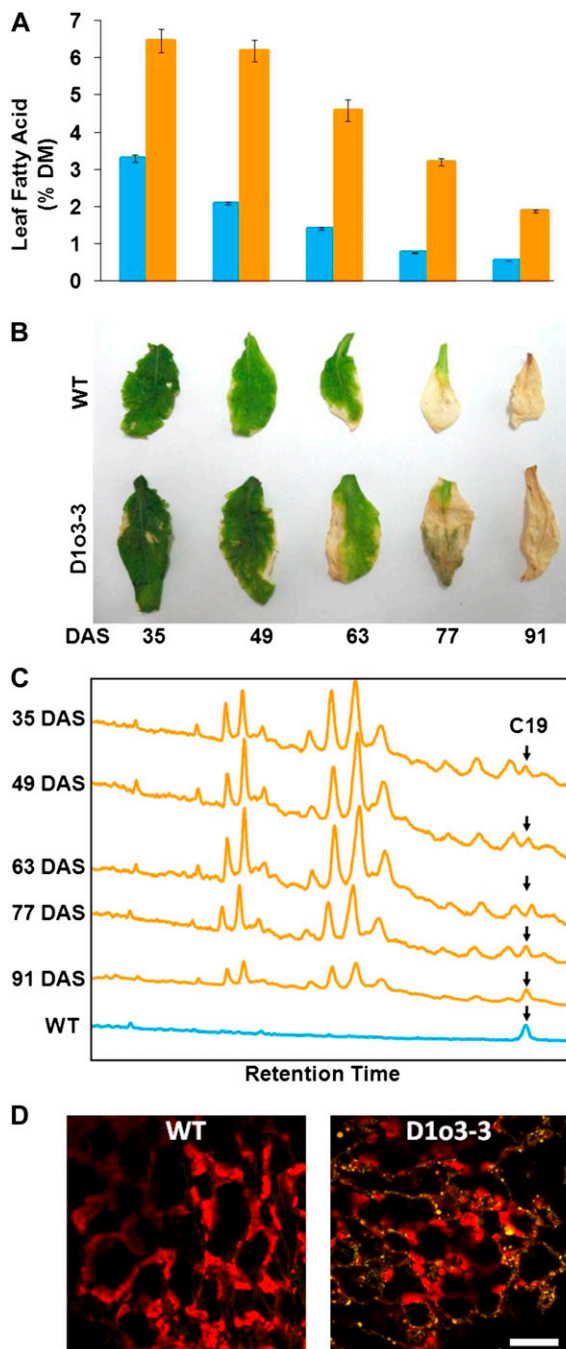 A
Leaf Fatty Acid
(% DM)
7
6
5
4
3
2
1
0
B
WT
D1o3-3
DAS 35 49 63 77 91
C
35 DAS
49 DAS
63 DAS
77 DAS
91 DAS
WT
C19
Retention Time
D
WT
D1o3-3